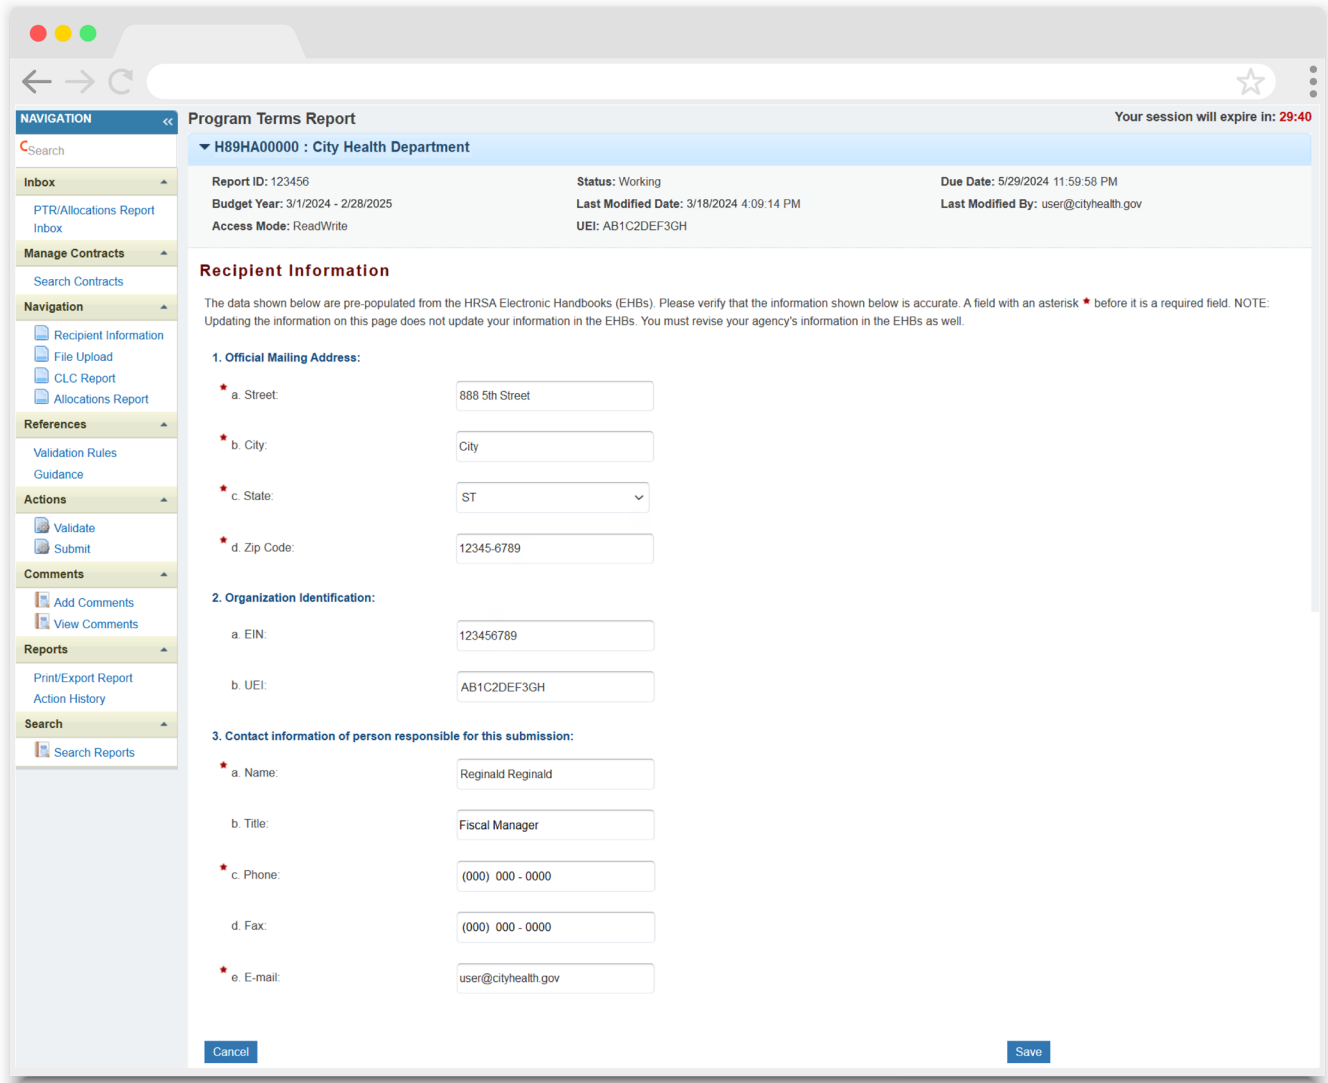 NAVIGATION «
Search
Inbox
PTR/Allocations Report
Inbox
Manage Contracts
Search Contracts
Navigation
Recipient Information
File Upload
CLC Report
Allocations Report
References
Validation Rules
Guidance
Actions
Validate
Submit
Comments
Add Comments
View Comments
Reports
Print/Export Report
Action History
Search
Search Reports
Program Terms Report
Your session will expire in: 29:40
H89HA00000 : City Health Department
Report ID: 123456 Status: Working Due Date: 5/29/2024 11:59:58 PM
Budget Year: 3/1/2024 - 2/28/2025 Last Modified Date: 3/18/2024 4:09:14 PM Last Modified By: user@cityhealth.gov
Access Mode: ReadWrite UEI: AB1C2DEF3GH
Recipient Information
The data shown below are pre-populated from the HRSA Electronic Handbooks (EHBs). Please verify that the information shown below is accurate. A field with an asterisk * before it is a required field. NOTE:
Updating the information on this page does not update your information in the EHBs. You must revise your agency's information in the EHBs as well.
1. Official Mailing Address:
* a. Street: 888 5th Street
* b. City: City
* c. State: ST
* d. Zip Code: 12345-6789
2. Organization Identification:
a. EIN: 123456789
b. UEI: AB1C2DEF3GH
3. Contact information of person responsible for this submission:
* a. Name: Reginald Reginald
b. Title: Fiscal Manager
* c. Phone: (000) 000 - 0000
d. Fax: (000) 000 - 0000
* e. E-mail: user@cityhealth.gov
Cancel Save